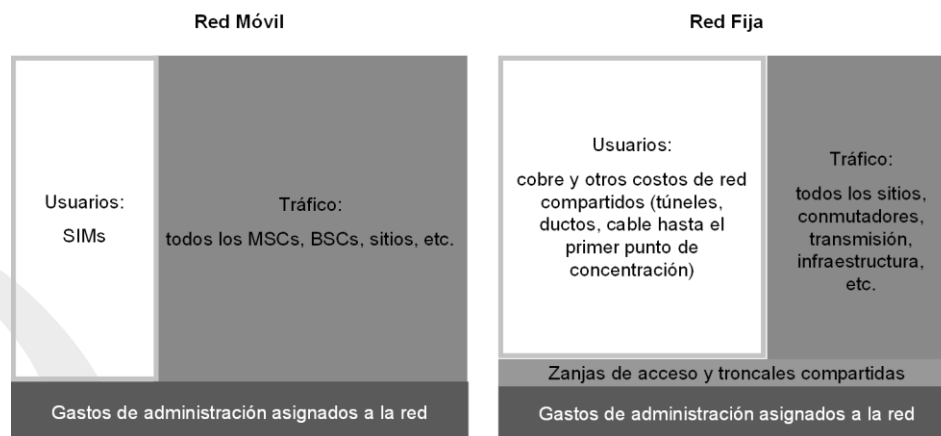 Red Móvil
Usuarios:
SIMs
Tráfico:
todos los MSCs, BSCs, sitios, etc.
Gastos de administración asignados a la red
Red Fija
Usuarios:
cobre y otros costos de red
compartidos (túneles,
ductos, cable hasta el
primer punto de
concentración)
Tráfico:
todos los sitios,
conmutadores,
transmisión,
infraestructura,
etc.
Zanjas de acceso y troncales compartidas
Gastos de administración asignados a la red